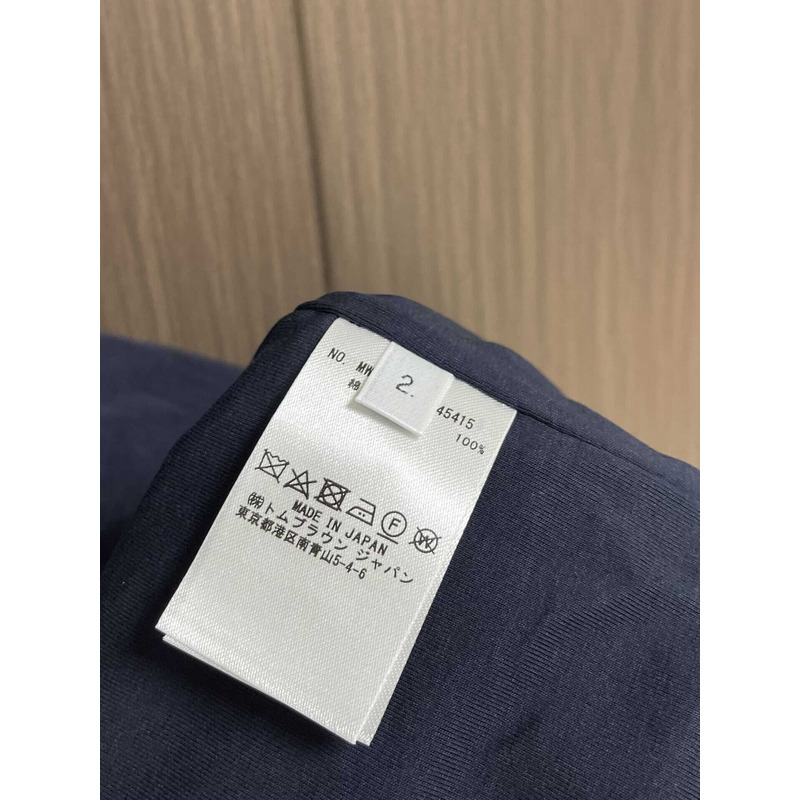 NO. MW 45415
2.
綿 100%
F W
MADE IN JAPAN
㈱トムブラウン ジャパン
東京都港区南青山5-4-6